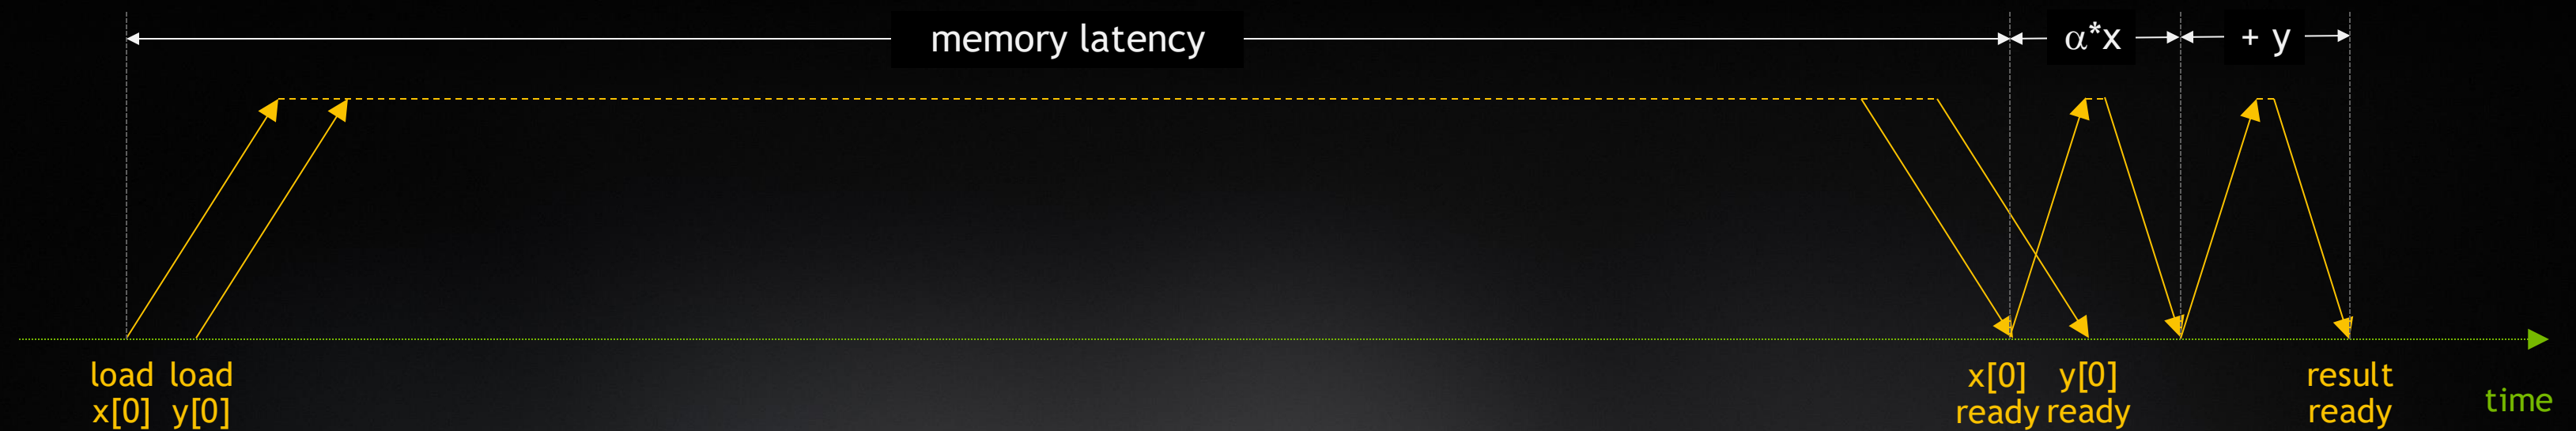 memory latency
α*x
+ y
load load
x[0] y[0]
x[0] y[0]
ready ready
result
ready
time